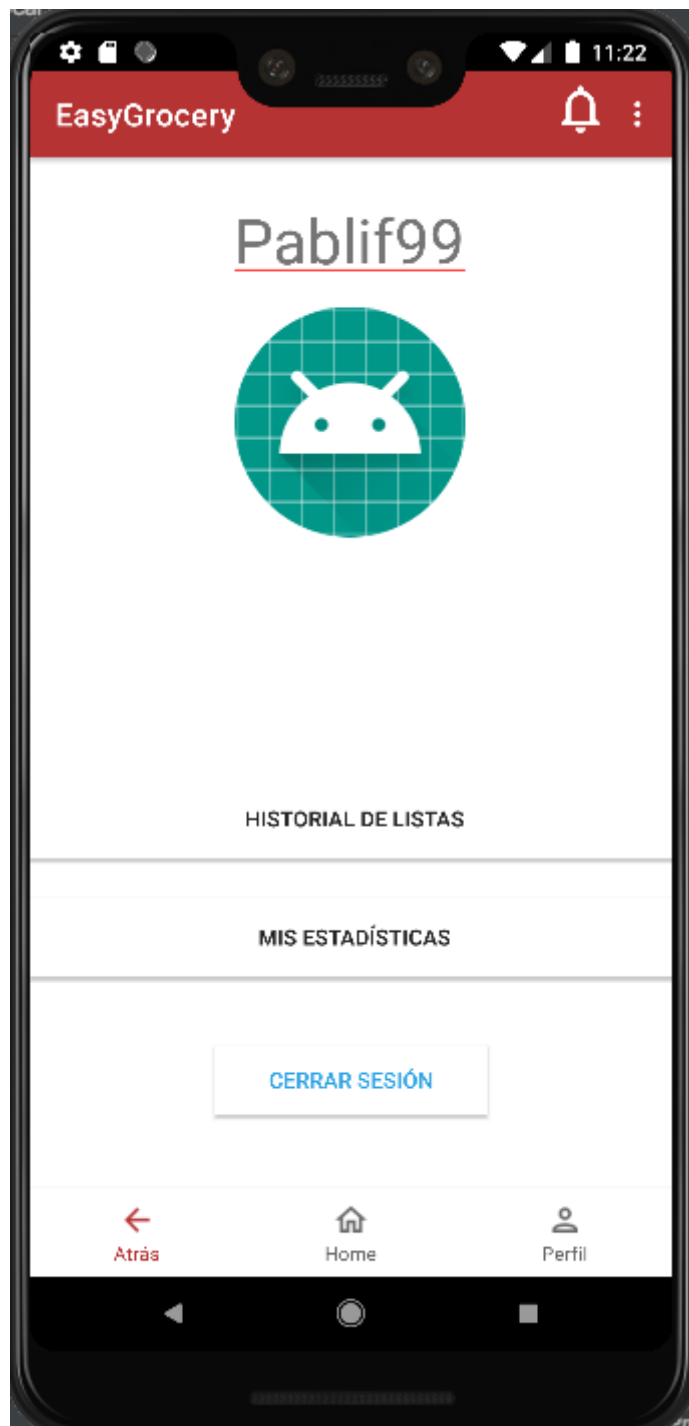 11:22
EasyGrocery
Pablif99
HISTORIAL DE LISTAS
MIS ESTADÍSTICAS
CERRAR SESIÓN
Atrás
Home
Perfil